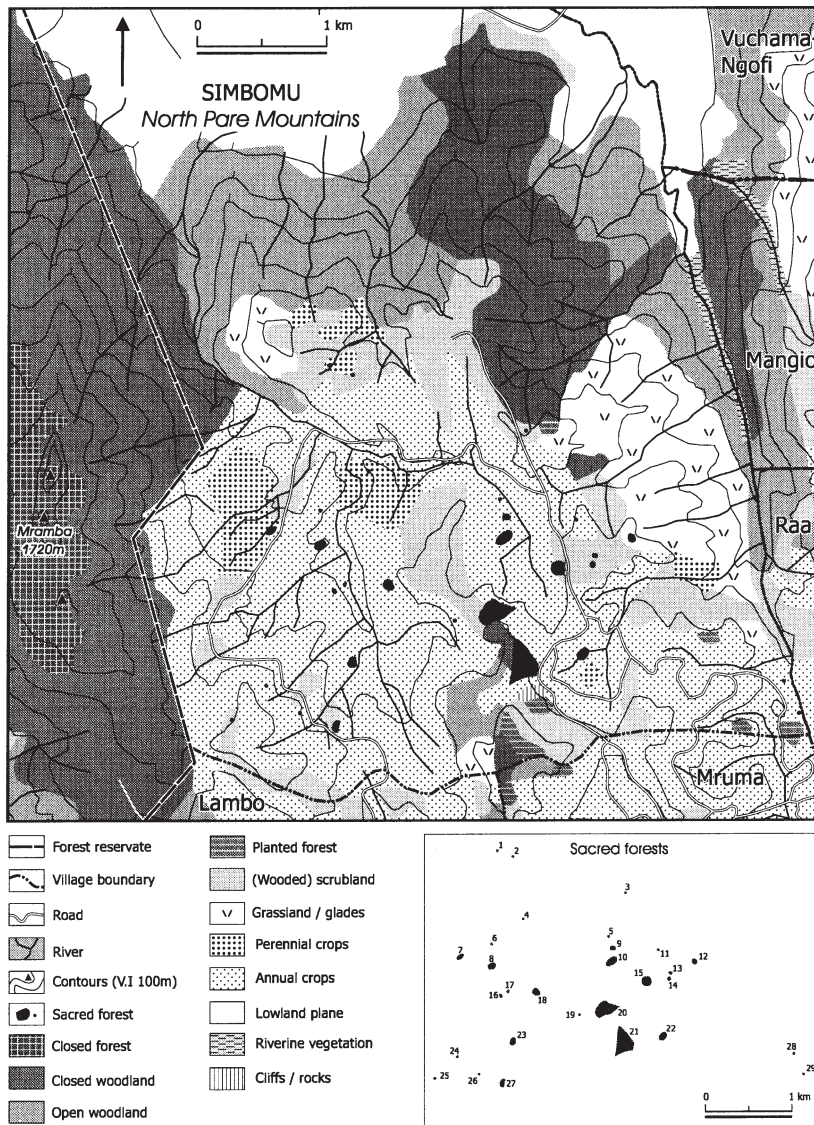 0 1 km
SIMBOMU
North Pare Mountains
Vuchama-
Ngofi
Mangio
Mramba
1720m
Raa
Mruma
Lambo
Forest reservate
Village boundary
Road
River
Contours (V.I 100m)
Sacred forest
Closed forest
Closed woodland
Open woodland
Planted forest
(Wooded) scrubland
Grassland / glades
Perennial crops
Annual crops
Lowland plane
Riverine vegetation
Cliffs / rocks
Sacred forests
1
2
3
4
5
6
7
8
9
10
11
12
13
14
15
16
17
18
19
20
21
22
23
24
25
26
27
28
29
0 1 km